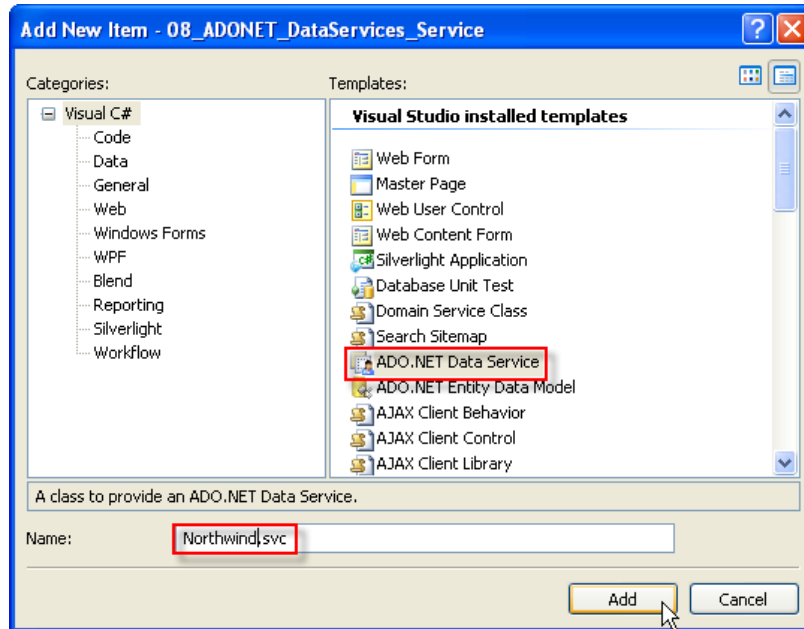 Add New Item - 08_ADONET_DataServices_Service
Categories:
Templates:
Visual C#
Code
Data
General
Web
Windows Forms
WPF
Blend
Reporting
Silverlight
Workflow
Visual Studio installed templates
Web Form
Master Page
Web User Control
Web Content Form
Silverlight Application
Database Unit Test
Domain Service Class
Search Sitemap
ADO.NET Data Service
ADO.NET Entity Data Model
AJAX Client Behavior
AJAX Client Control
AJAX Client Library
A class to provide an ADO.NET Data Service.
Name:
Northwind.svc
Add
Cancel